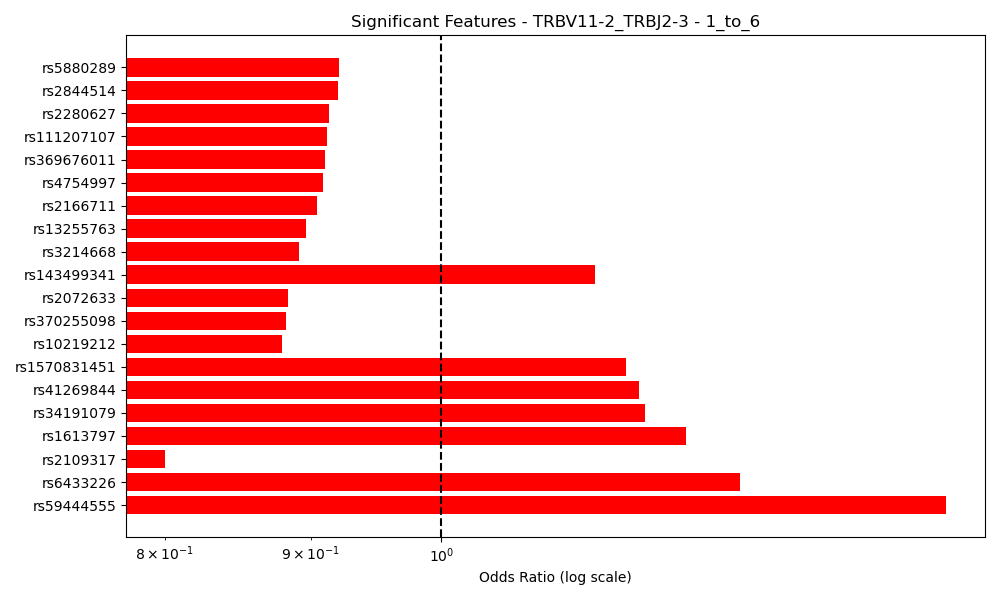 Significant Features - TRBV11-2_TRBJ2-3 - 1_to_6
rs5880289
rs2844514
rs2280627
rs111207107
rs369676011
rs4754997
rs2166711
rs13255763
rs3214668
rs143499341
rs2072633
rs370255098
rs10219212
rs1570831451
rs41269844
rs34191079
rs1613797
rs2109317
rs6433226
rs59444555
8 × 10⁻¹ 9 × 10⁻¹ 10⁰
Odds Ratio (log scale)